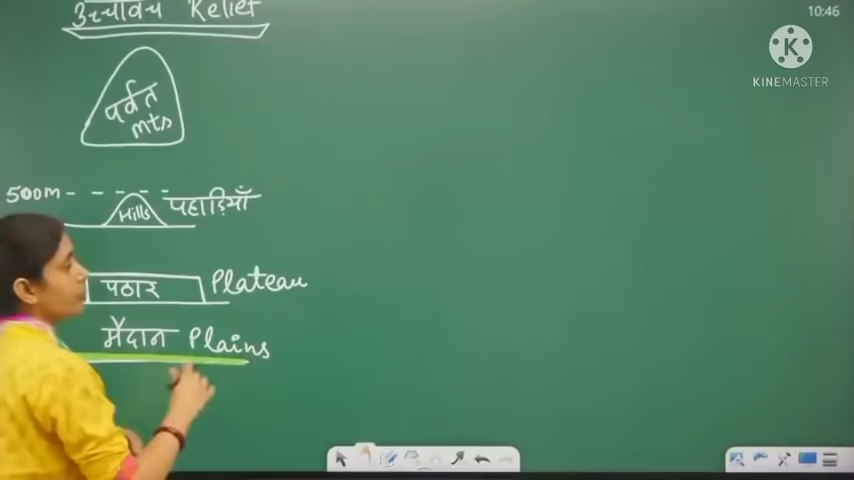 उच्चावच Relief
पर्वत
mts
500m
Hills पहाड़ियाँ
पठार Plateau
मैदान Plains
10:46
K
KINEMASTER